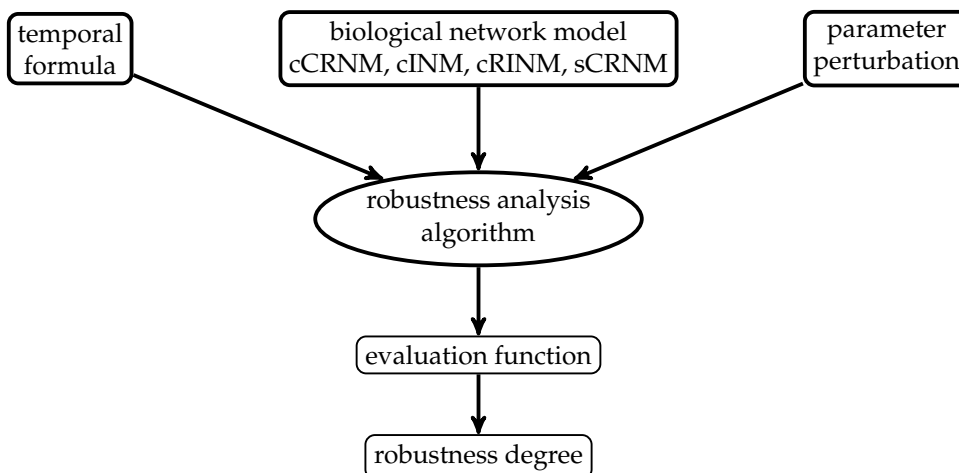 temporal
formula
biological network model
cCRNM, cINM, cRINM, sCRNM
parameter
perturbation
robustness analysis
algorithm
evaluation function
robustness degree